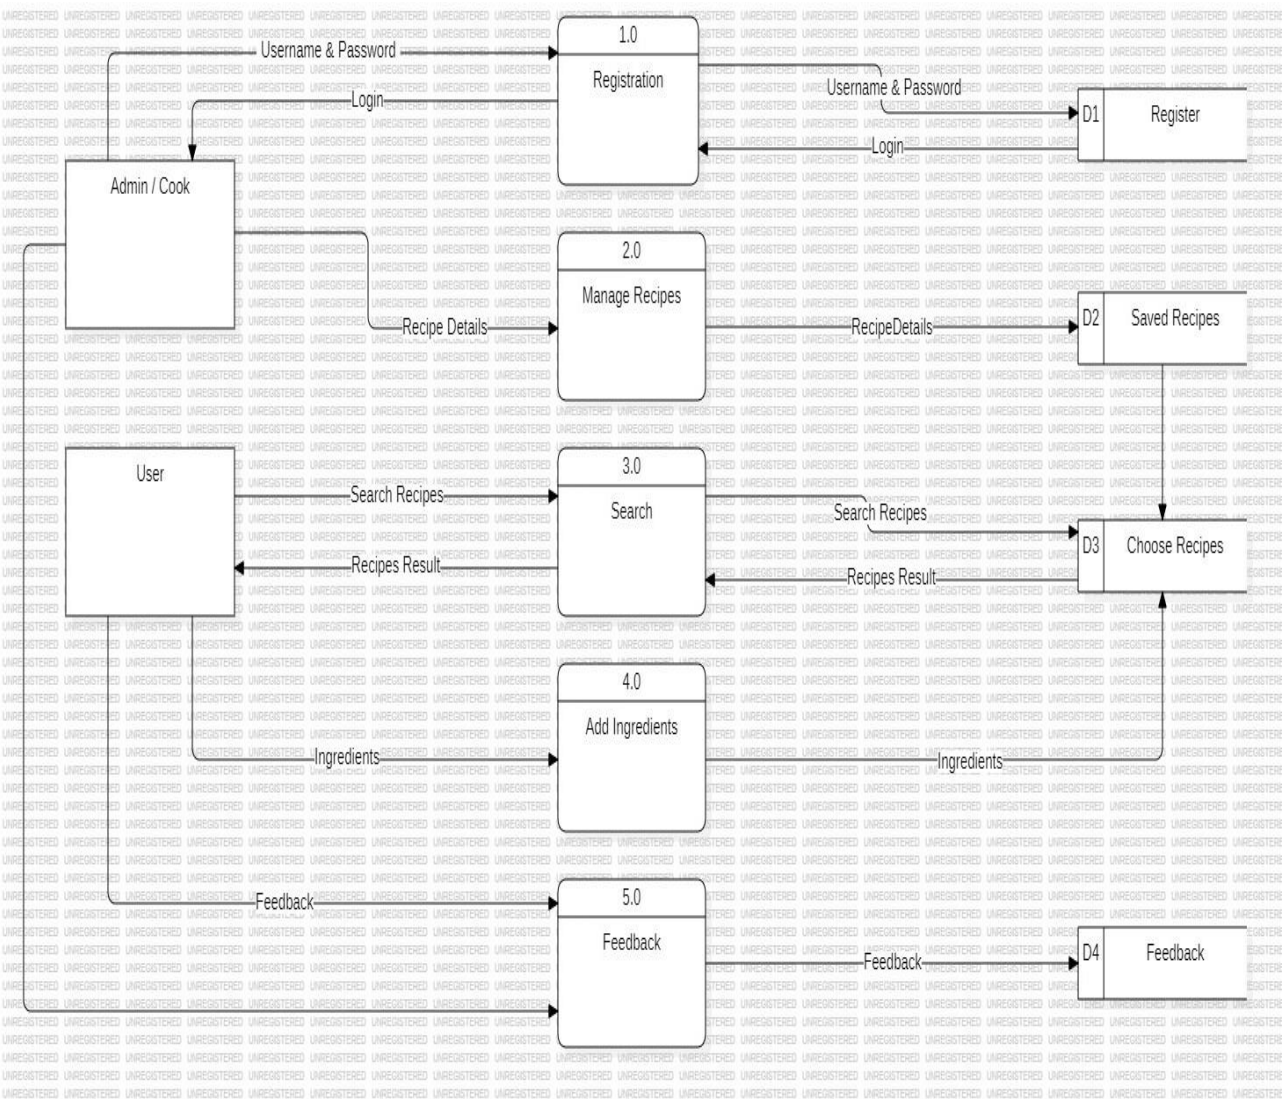 1.0
Username & Password
Registration
Username & Password
Login
D1
Register
Login
Admin / Cook
2.0
Manage Recipes
Recipe Details
RecipeDetails
D2
Saved Recipes
3.0
User
Search Recipes
Search
Search Recipes
D3
Choose Recipes
Recipes Result
Recipes Result
4.0
Add Ingredients
Ingredients
Ingredients
5.0
Feedback
Feedback
Feedback
D4
Feedback
UNREGISTERED